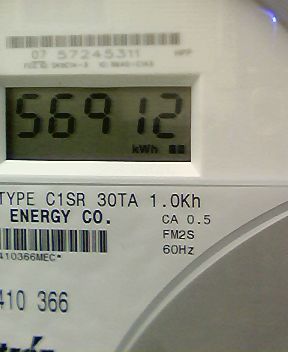 07 57245311
56912
kWh
TYPE C1SR 30TA 1.0Kh
ENERGY CO. CA 0.5
FM2S
410366MEC* 60Hz
410 366